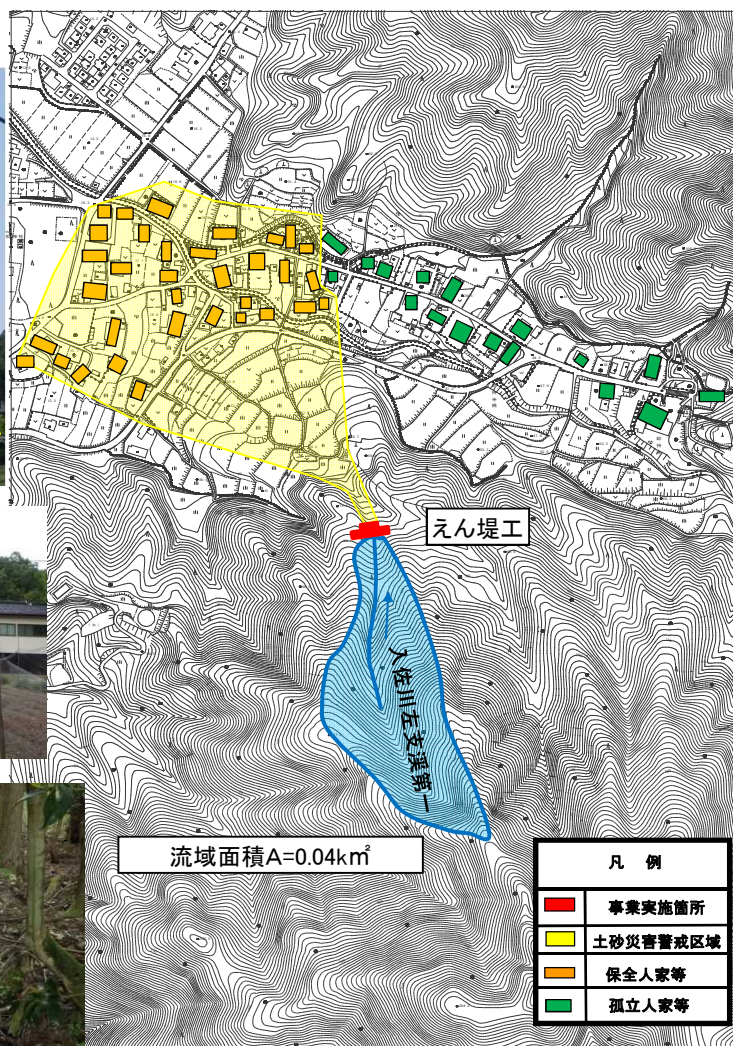 えん堤工
入佐川左支渓第一
流域面積A=0.04k㎡
凡 例
事業実施箇所
土砂災害警戒区域
保全人家等
孤立人家等